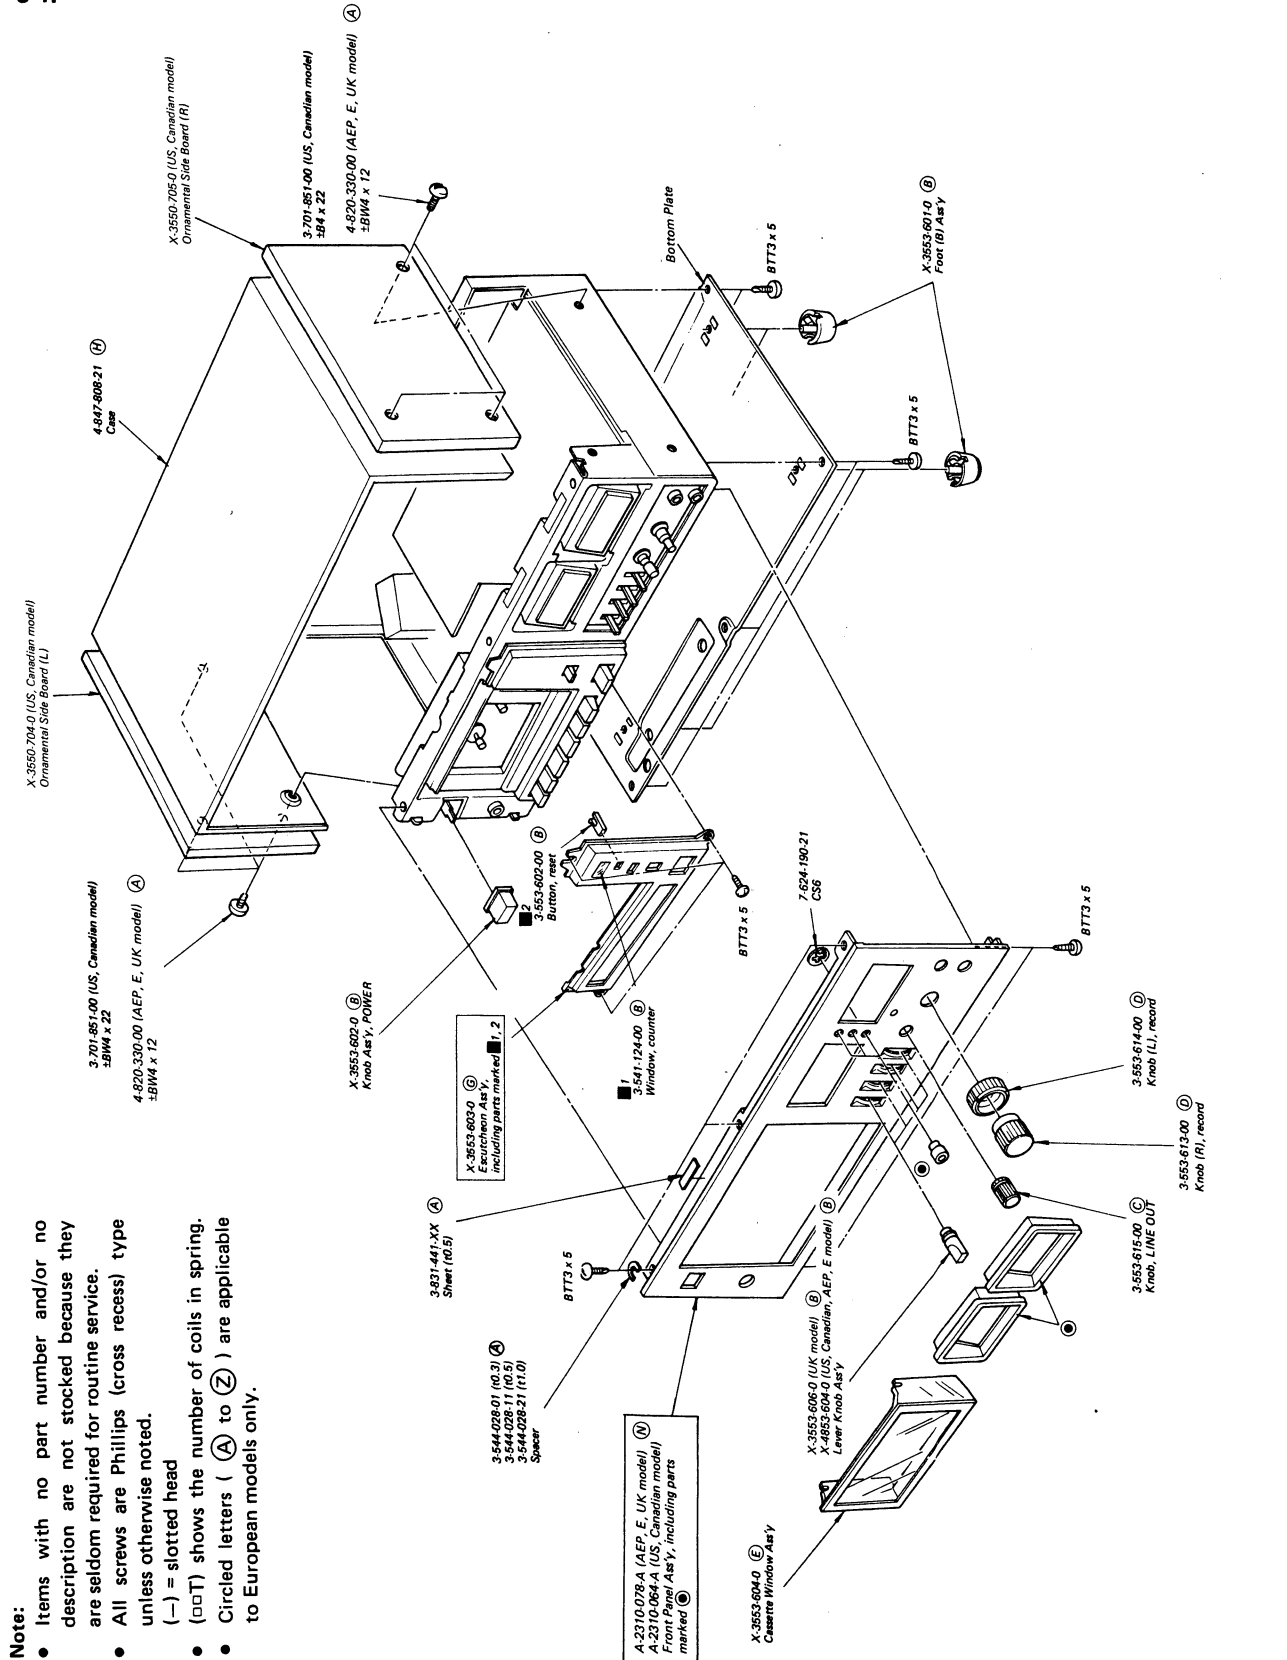 Note:
● Items with no part number and/or no
description are not stocked because they
are seldom required for routine service.
● All screws are Phillips (cross recess) type
unless otherwise noted.
(−) = slotted head
● (□□T) shows the number of coils in spring.
● Circled letters ( Ⓐ to Ⓩ ) are applicable
to European models only.
X-3550-704-0 (US, Canadian model)
Ornamental Side Board (L)
4-847-808-21 Ⓗ
Case
X-3550-705-0 (US, Canadian model)
Ornamental Side Board (R)
3-701-851-00 (US, Canadian model)
±B4 x 22
4-820-330-00 (AEP, E, UK model) Ⓐ
±BW4 x 12
3-701-851-00 (US, Canadian model)
±BW4 x 22
4-820-330-00 (AEP, E, UK model) Ⓐ
±BW4 x 12
X-3553-602-0 Ⓑ
Knob Ass'y, POWER
X-3553-603-0 Ⓖ
Escutcheon Ass'y,
including parts marked ■1, 2
■2
3-553-602-00 Ⓑ
Button, reset
■1
3-541-124-00 Ⓑ
Window, counter
Bottom Plate
BTT3 x 5
X-3553-601-0 Ⓑ
Foot (B) Ass'y
BTT3 x 5
BTT3 x 5
7-624-190-21
CS6
BTT3 x 5
3-831-441-XX Ⓐ
Sheet (t0.5)
BTT3 x 5
3-544-028-01 (t0.3) Ⓐ
3-544-028-11 (t0.5)
3-544-028-21 (t1.0)
Spacer
A-2310-078-A (AEP, E, UK model) Ⓝ
A-2310-064-A (US, Canadian model)
Front Panel Ass'y, including parts
marked ◉
X-3553-604-0 Ⓔ
Cassette Window Ass'y
X-3553-606-0 (UK model) Ⓑ
X-4853-604-0 (US, Canadian, AEP, E model) Ⓑ
Lever Knob Ass'y
3-553-615-00 Ⓒ
Knob, LINE OUT
3-553-614-00 Ⓓ
Knob (L), record
3-553-613-00 Ⓓ
Knob (R), record